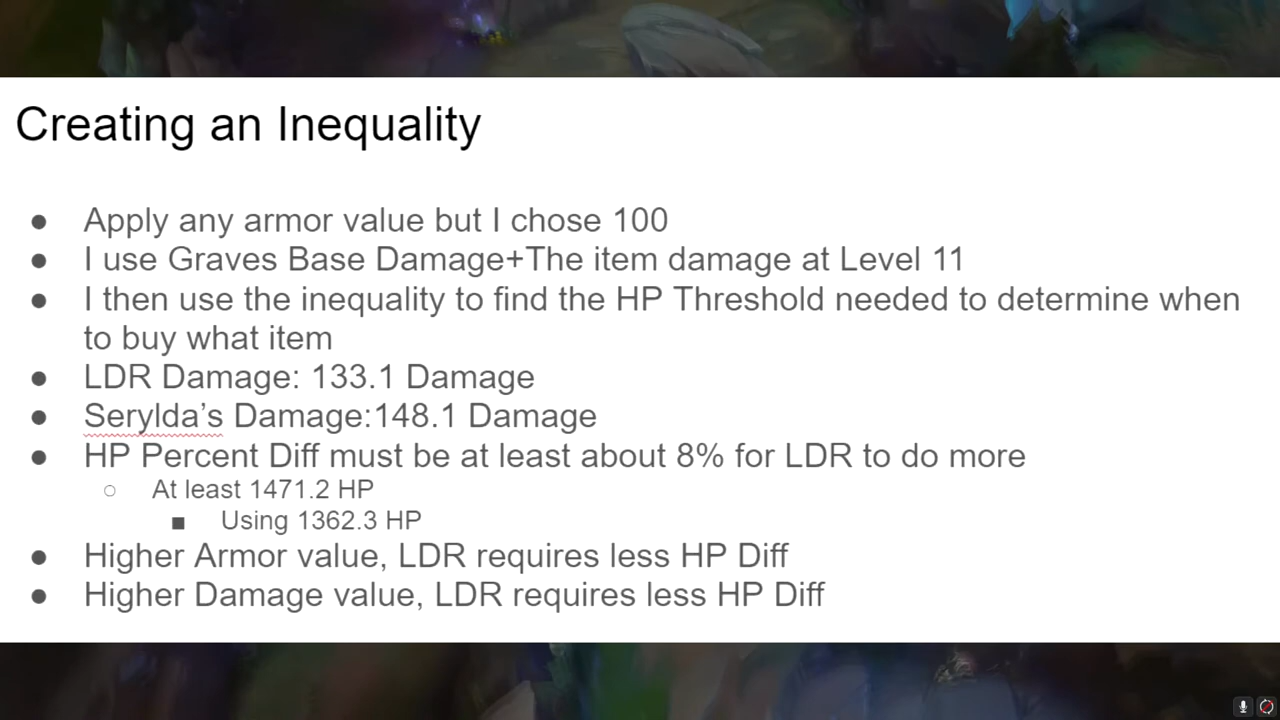 Creating an Inequality
● Apply any armor value but I chose 100
● I use Graves Base Damage+The item damage at Level 11
● I then use the inequality to find the HP Threshold needed to determine when
to buy what item
● LDR Damage: 133.1 Damage
● Serylda’s Damage:148.1 Damage
● HP Percent Diff must be at least about 8% for LDR to do more
○ At least 1471.2 HP
■ Using 1362.3 HP
● Higher Armor value, LDR requires less HP Diff
● Higher Damage value, LDR requires less HP Diff